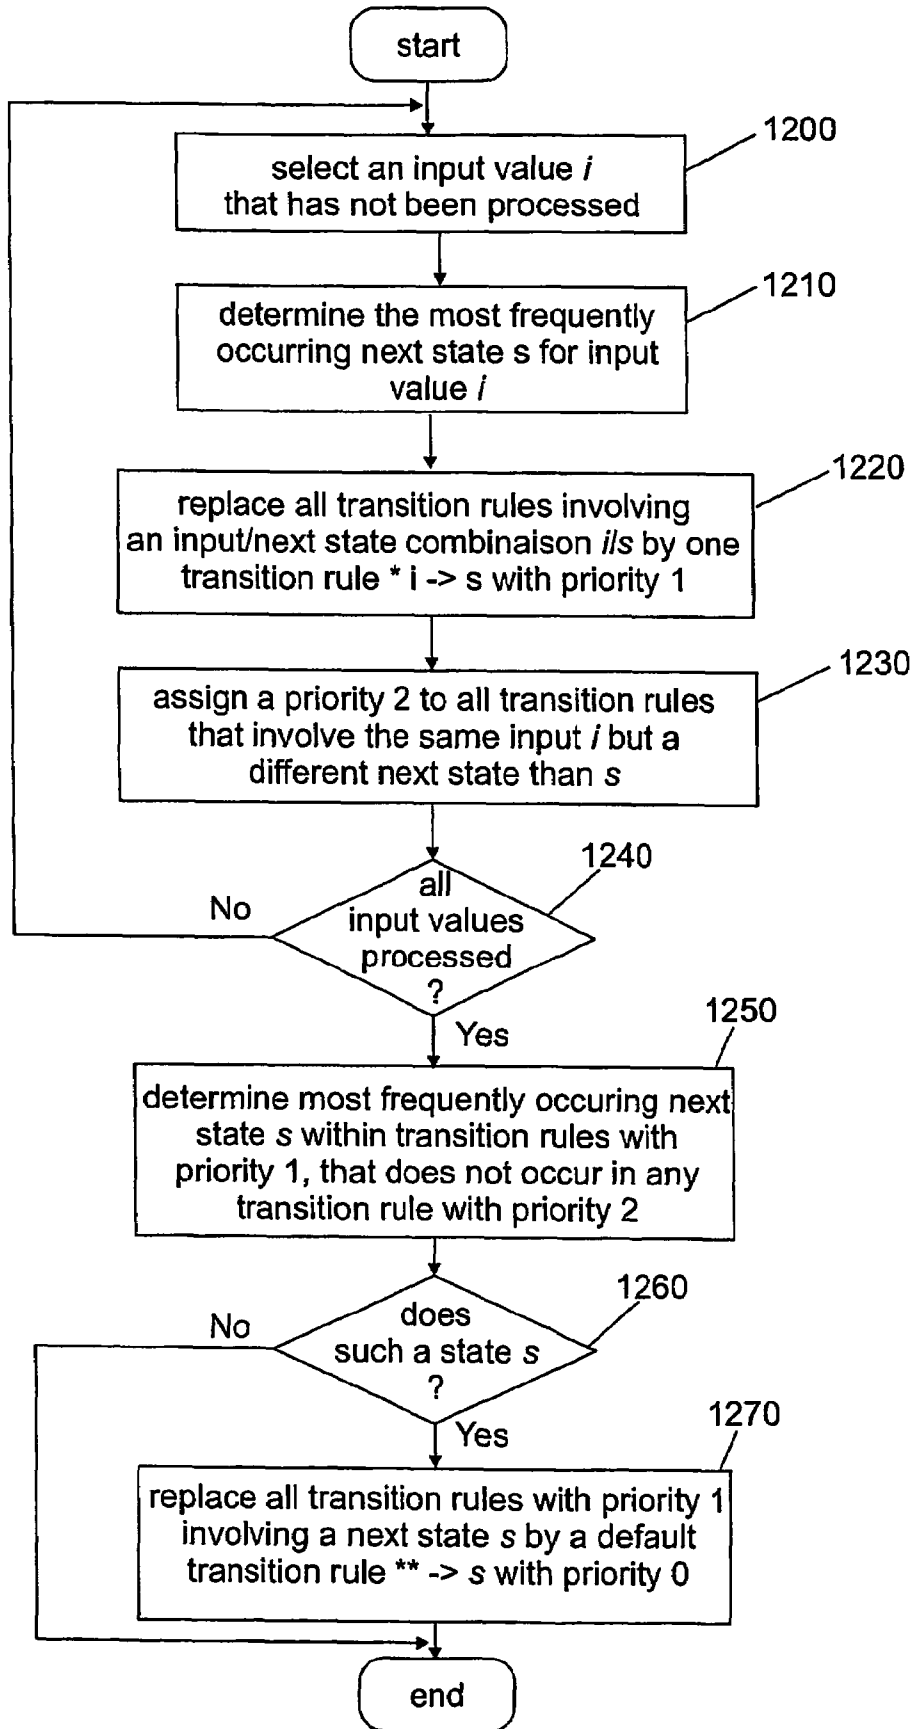 start
1200
select an input value i
that has not been processed
1210
determine the most frequently
occurring next state s for input
value i
1220
replace all transition rules involving
an input/next state combinaison i/s by one
transition rule * i -> s with priority 1
1230
assign a priority 2 to all transition rules
that involve the same input i but a
different next state than s
1240
all
input values
processed
?
No
Yes
1250
determine most frequently occuring next
state s within transition rules with
priority 1, that does not occur in any
transition rule with priority 2
1260
does
such a state s
?
No
Yes
1270
replace all transition rules with priority 1
involving a next state s by a default
transition rule ** -> s with priority 0
end